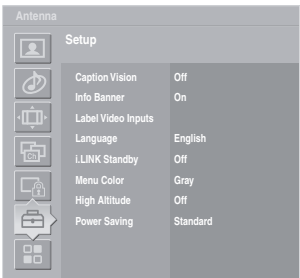 Antenna
Setup
Caption Vision Off
Info Banner On
Label Video Inputs
Language English
i.LINK Standby Off
Menu Color Gray
High Altitude Off
Power Saving Standard
Ch